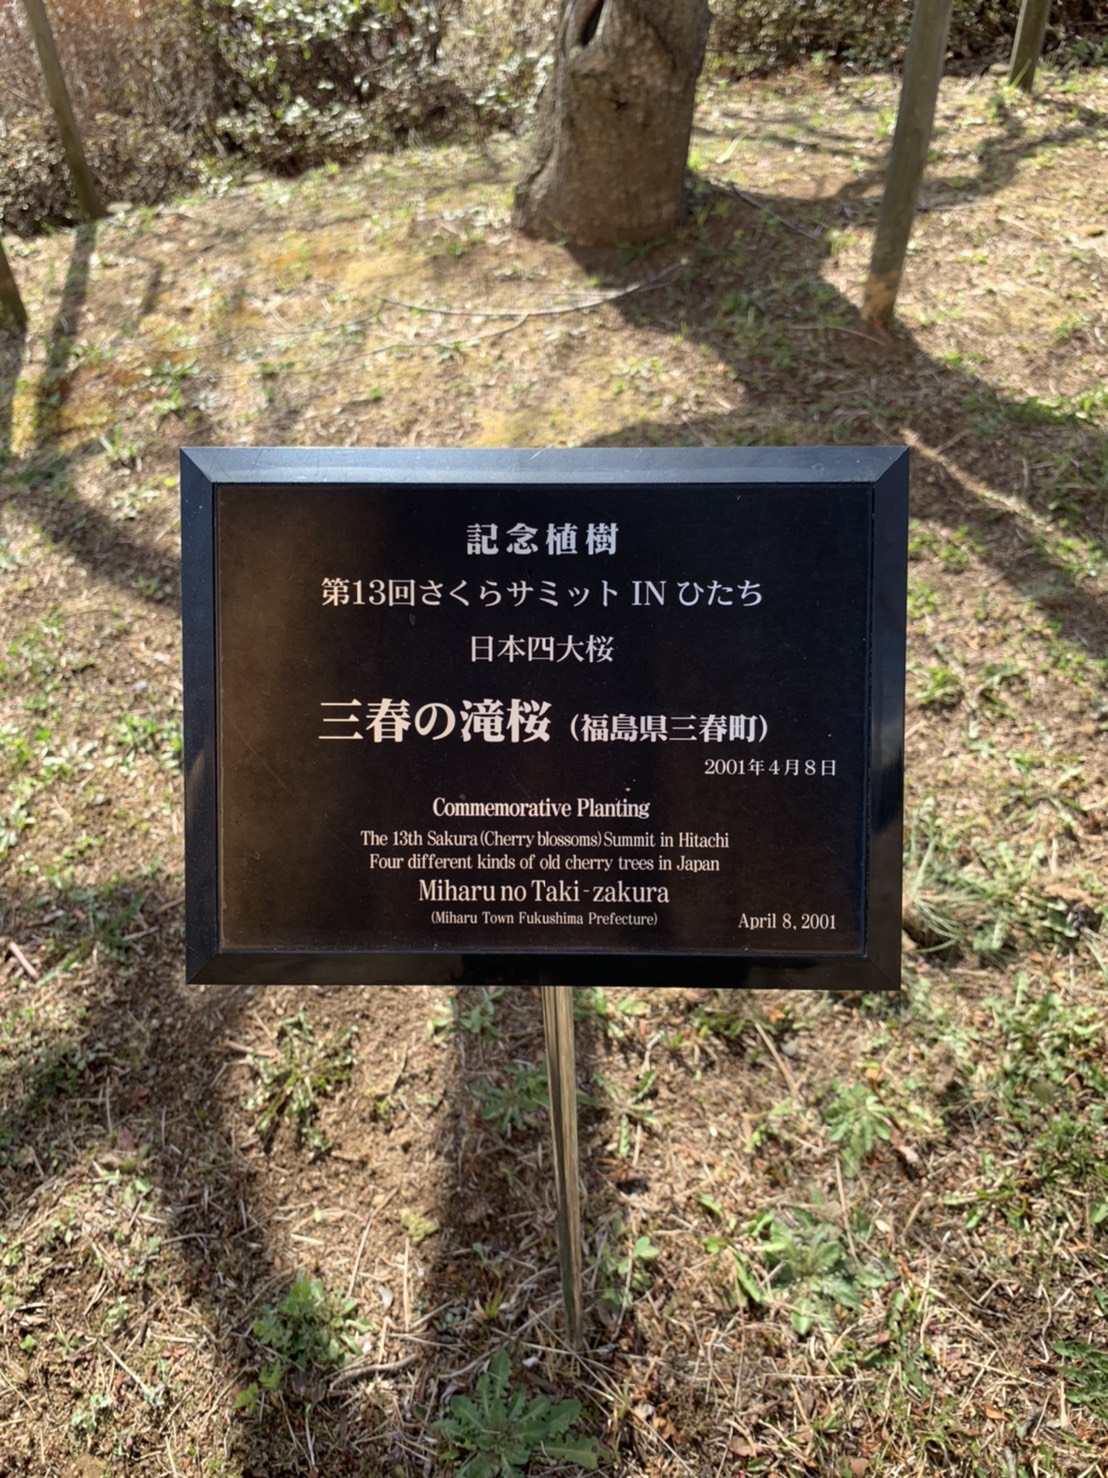 記念植樹
第13回さくらサミット IN ひたち
日本四大桜
三春の滝桜（福島県三春町）
2001年4月8日
Commemorative Planting
The 13th Sakura (Cherry blossoms) Summit in Hitachi
Four different kinds of old cherry trees in Japan
Miharu no Taki-zakura
(Miharu Town Fukushima Prefecture)
April 8, 2001